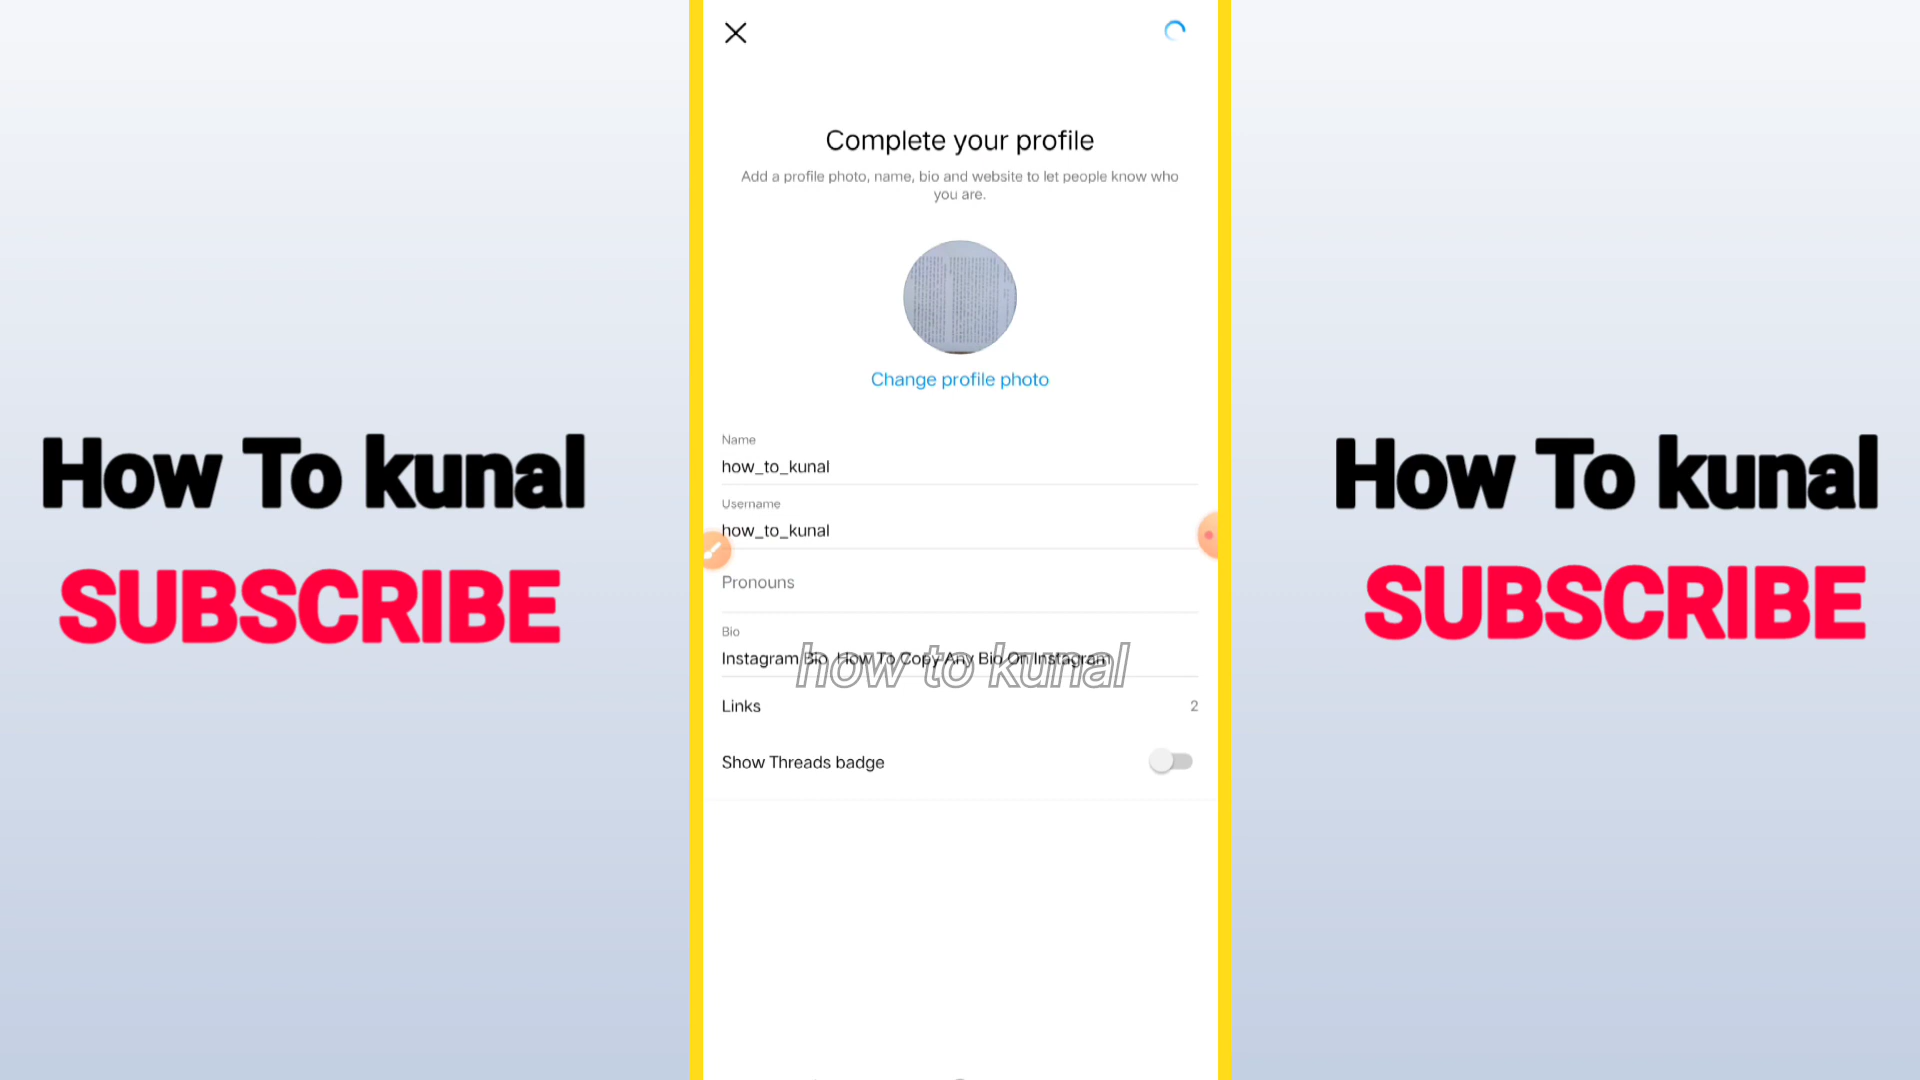 Complete your profile
Add a profile photo, name, bio and website to let people know who
you are.
Change profile photo
Name
how_to_kunal
Username
how_to_kunal
Pronouns
Bio
Instagram Bio How To Copy Any Bio On Instagram
how to kunal
Links 2
Show Threads badge
How To kunal
SUBSCRIBE
How To kunal
SUBSCRIBE